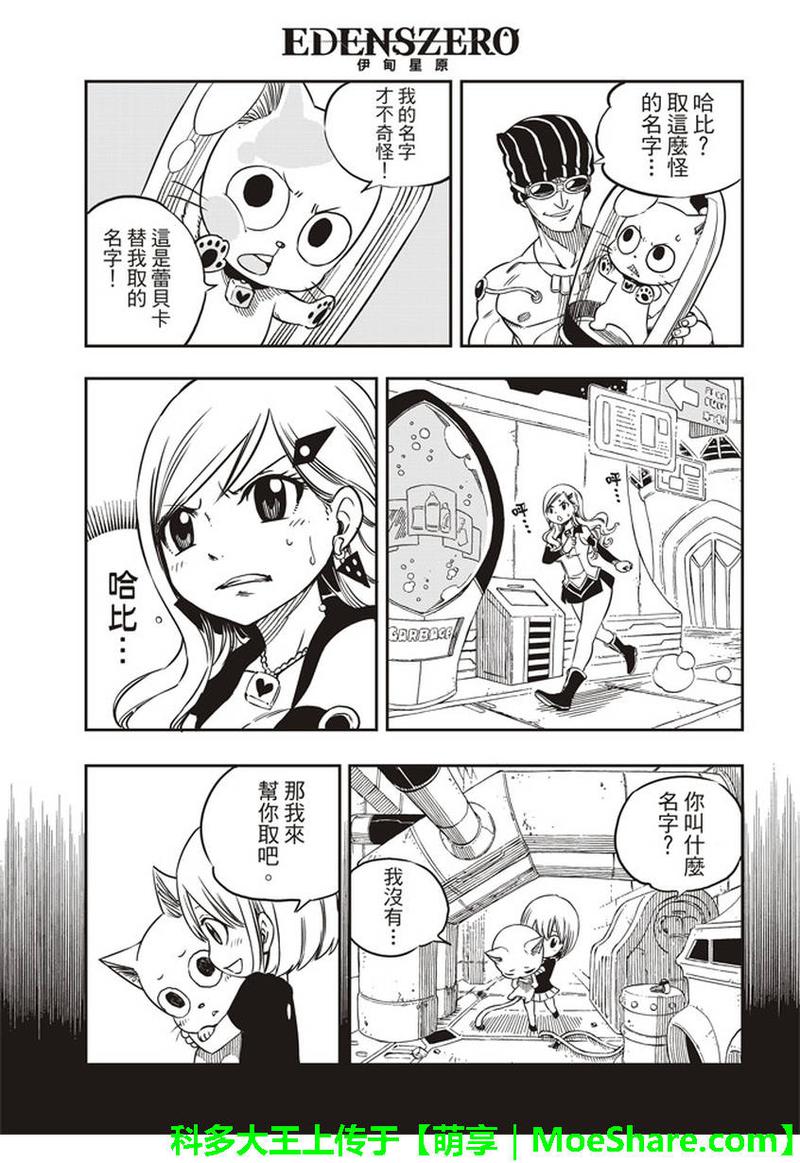 EDENSZERO
伊甸星原
哈比？
取這麼怪
的名字…
我的名字
才不奇怪！
這是蕾貝卡
替我取的
名字！
呼…
呼…
GARBAGE
哈比…。
你叫什麼
名字？
我沒有…
那我來
幫你取吧。
科多大王上传于【萌享｜MoeShare.com】